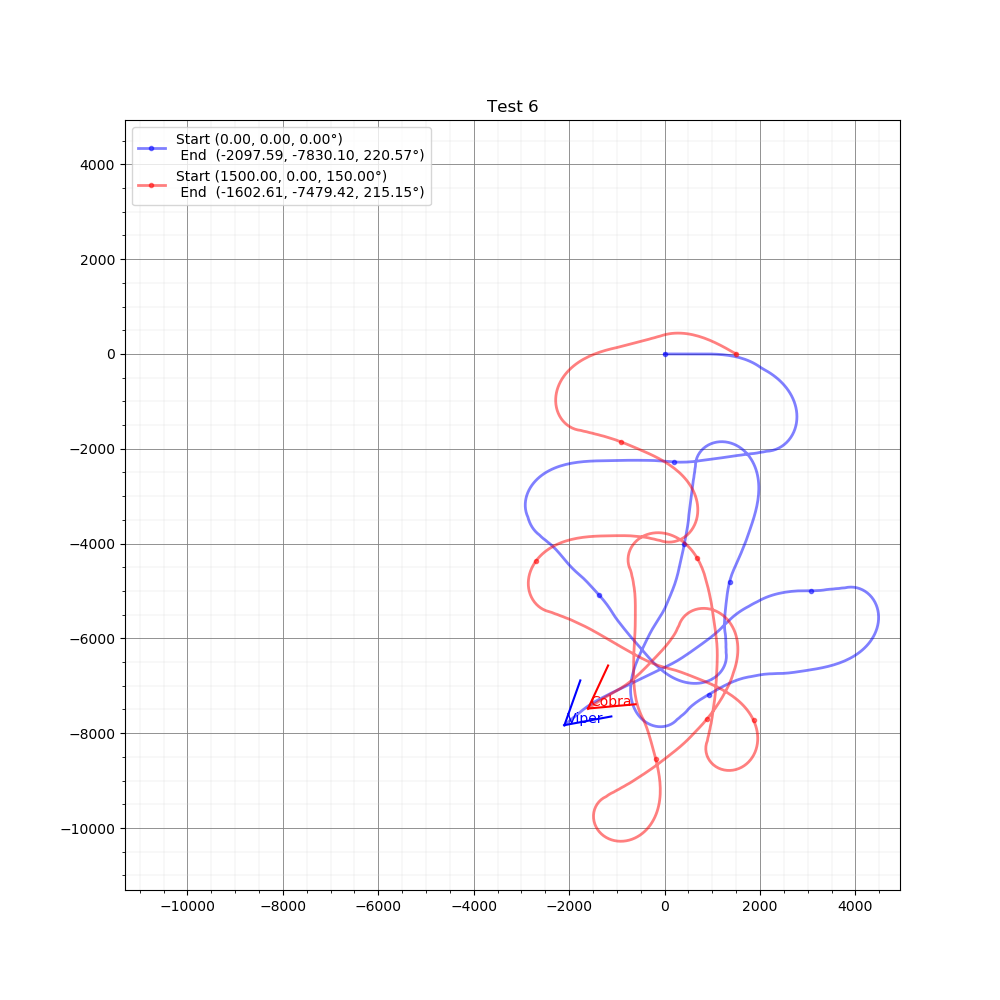 Test 6
Start (0.00, 0.00, 0.00°)
End (-2097.59, -7830.10, 220.57°)
Start (1500.00, 0.00, 150.00°)
End (-1602.61, -7479.42, 215.15°)
4000
2000
0
−2000
−4000
−6000
Cobra
Viper
−8000
−10000
−10000 −8000 −6000 −4000 −2000 0 2000 4000